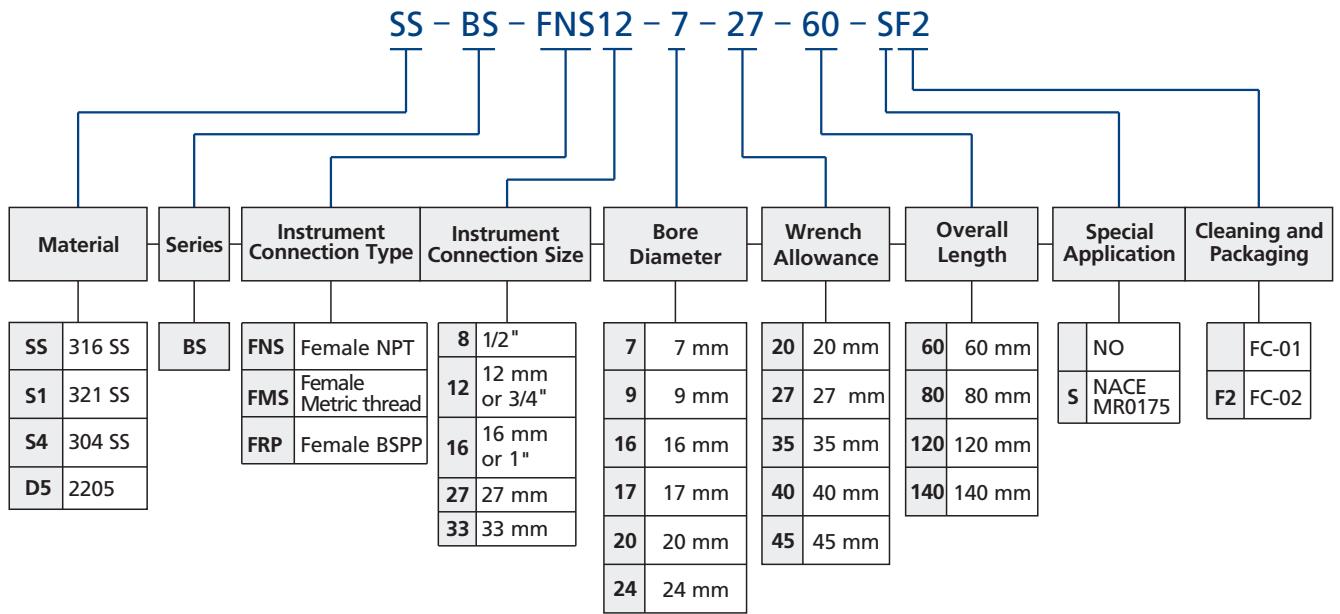 SS – BS – FNS12 – 7 – 27 – 60 – SF2
Material
Series
Instrument
Connection Type
Instrument
Connection Size
Bore
Diameter
Wrench
Allowance
Overall
Length
Special
Application
Cleaning and
Packaging
SS 316 SS
S1 321 SS
S4 304 SS
D5 2205
BS
FNS Female NPT
FMS Female
Metric thread
FRP Female BSPP
8 1/2"
12 12 mm
or 3/4"
16 16 mm
or 1"
27 27 mm
33 33 mm
7 7 mm
9 9 mm
16 16 mm
17 17 mm
20 20 mm
24 24 mm
20 20 mm
27 27 mm
35 35 mm
40 40 mm
45 45 mm
60 60 mm
80 80 mm
120 120 mm
140 140 mm
NO
S NACE
MR0175
FC-01
F2 FC-02